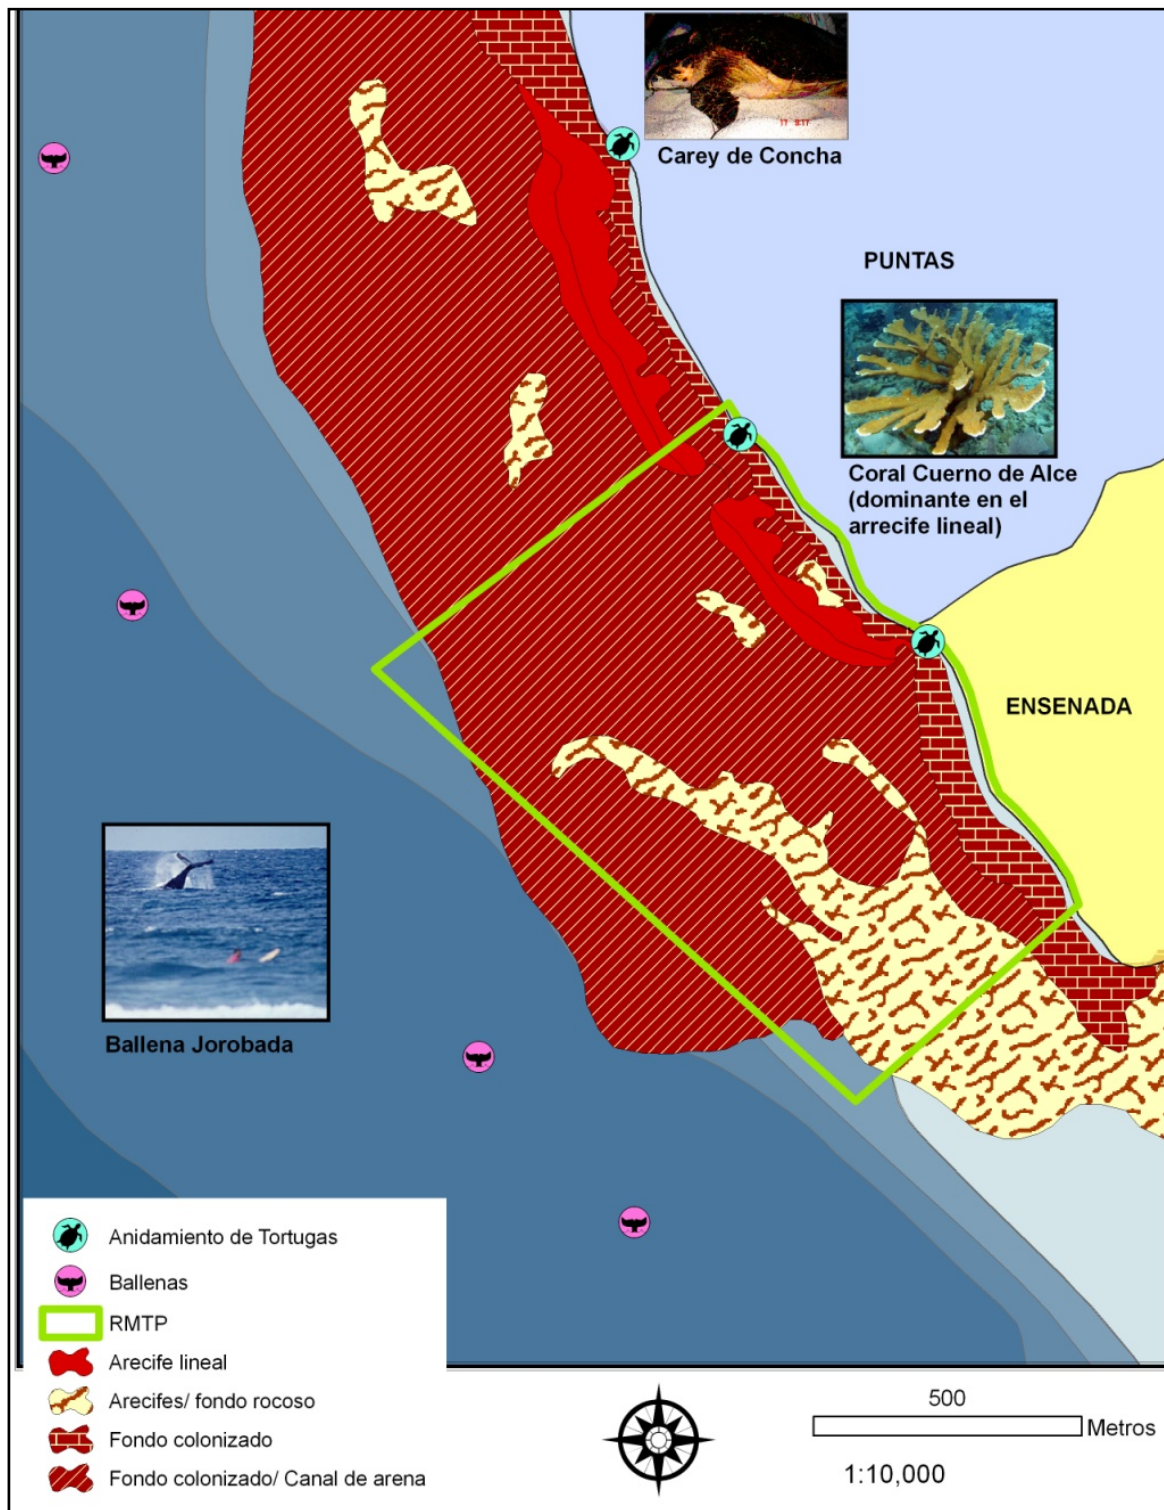 Carey de Concha
PUNTAS
Coral Cuerno de Alce
(dominante en el
arrecife lineal)
ENSENADA
Ballena Jorobada
Anidamiento de Tortugas
Ballenas
RMTP
Arecife lineal
Arecifes/ fondo rocoso
Fondo colonizado
Fondo colonizado/ Canal de arena
500
Metros
1:10,000